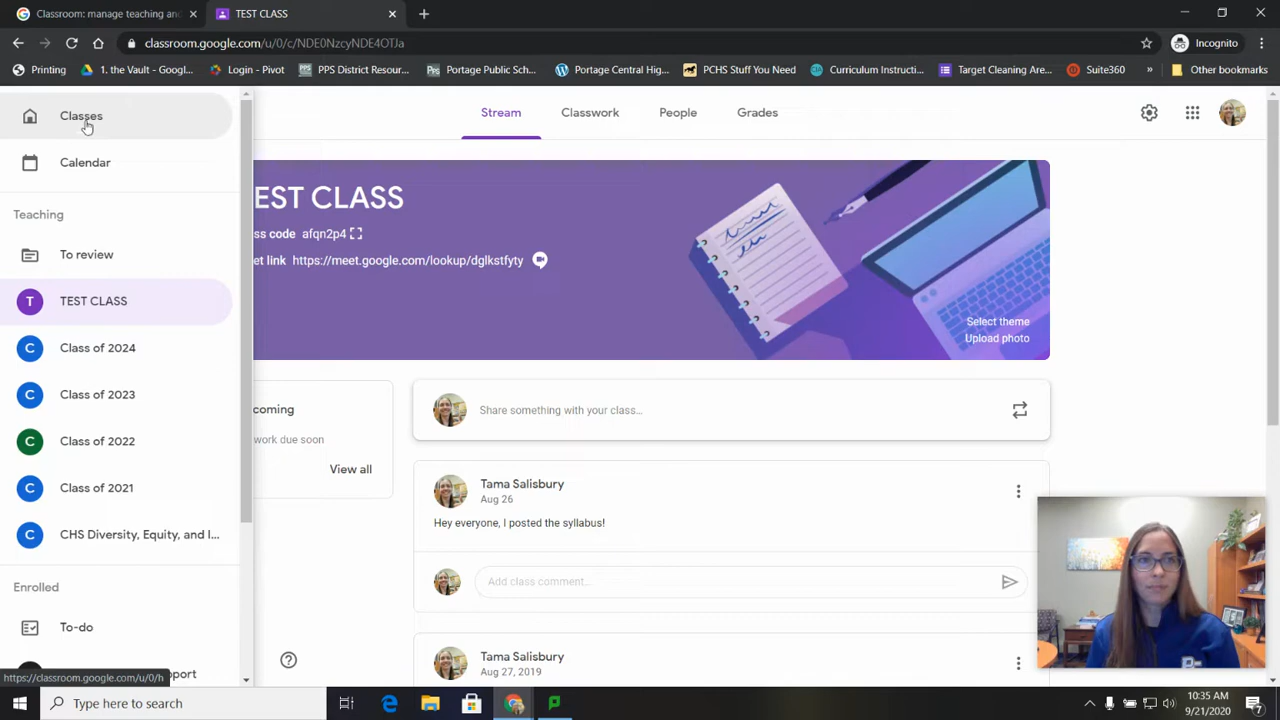 Classroom: manage teaching and
TEST CLASS
classroom.google.com/u/0/c/NDE0NzcyNDE4OTJa
Incognito
Printing
1. the Vault - Googl...
Login - Pivot
PPS District Resour...
Portage Public Sch...
Portage Central Hig...
PCHS Stuff You Need
Curriculum Instructi...
Target Cleaning Are...
Suite360
»
Other bookmarks
Classes
Calendar
Teaching
To review
T TEST CLASS
C Class of 2024
C Class of 2023
C Class of 2022
C Class of 2021
C CHS Diversity, Equity, and I...
Enrolled
To-do
pport
https://classroom.google.com/u/0/h
Stream
Classwork
People
Grades
EST CLASS
ss code afqn2p4
et link https://meet.google.com/lookup/dglkstfyty
Select theme
Upload photo
coming
work due soon
View all
Share something with your class...
Tama Salisbury
Aug 26
Hey everyone, I posted the syllabus!
Add class comment...
Tama Salisbury
Aug 27, 2019
Type here to search
10:35 AM
9/21/2020
7